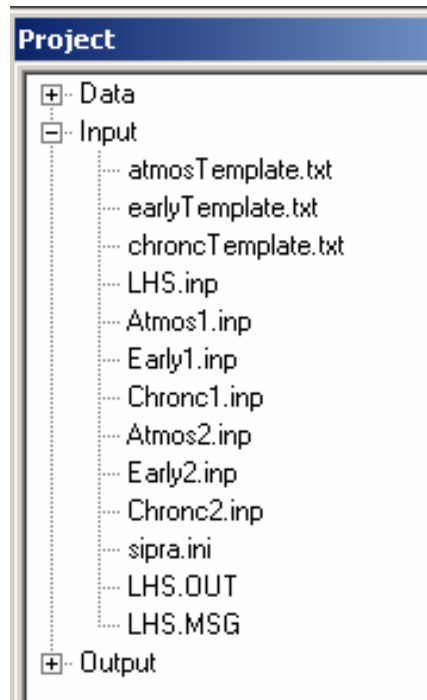 Project
Data
Input
atmosTemplate.txt
earlyTemplate.txt
chroncTemplate.txt
LHS.inp
Atmos1.inp
Early1.inp
Chronc1.inp
Atmos2.inp
Early2.inp
Chronc2.inp
sipra.ini
LHS.OUT
LHS.MSG
Output